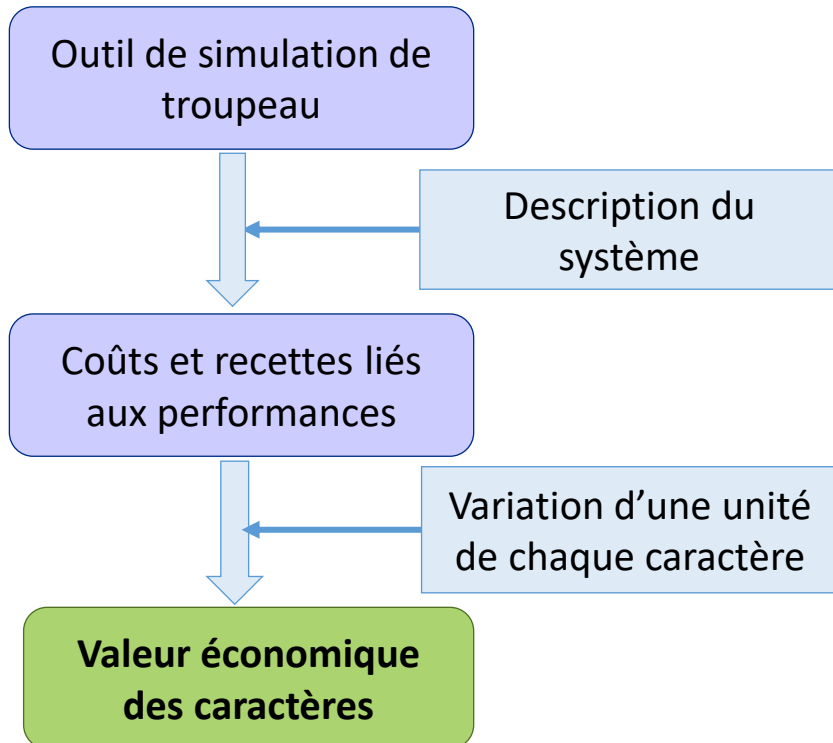 Outil de simulation de
troupeau
Description du
système
Coûts et recettes liés
aux performances
Variation d’une unité
de chaque caractère
Valeur économique
des caractères